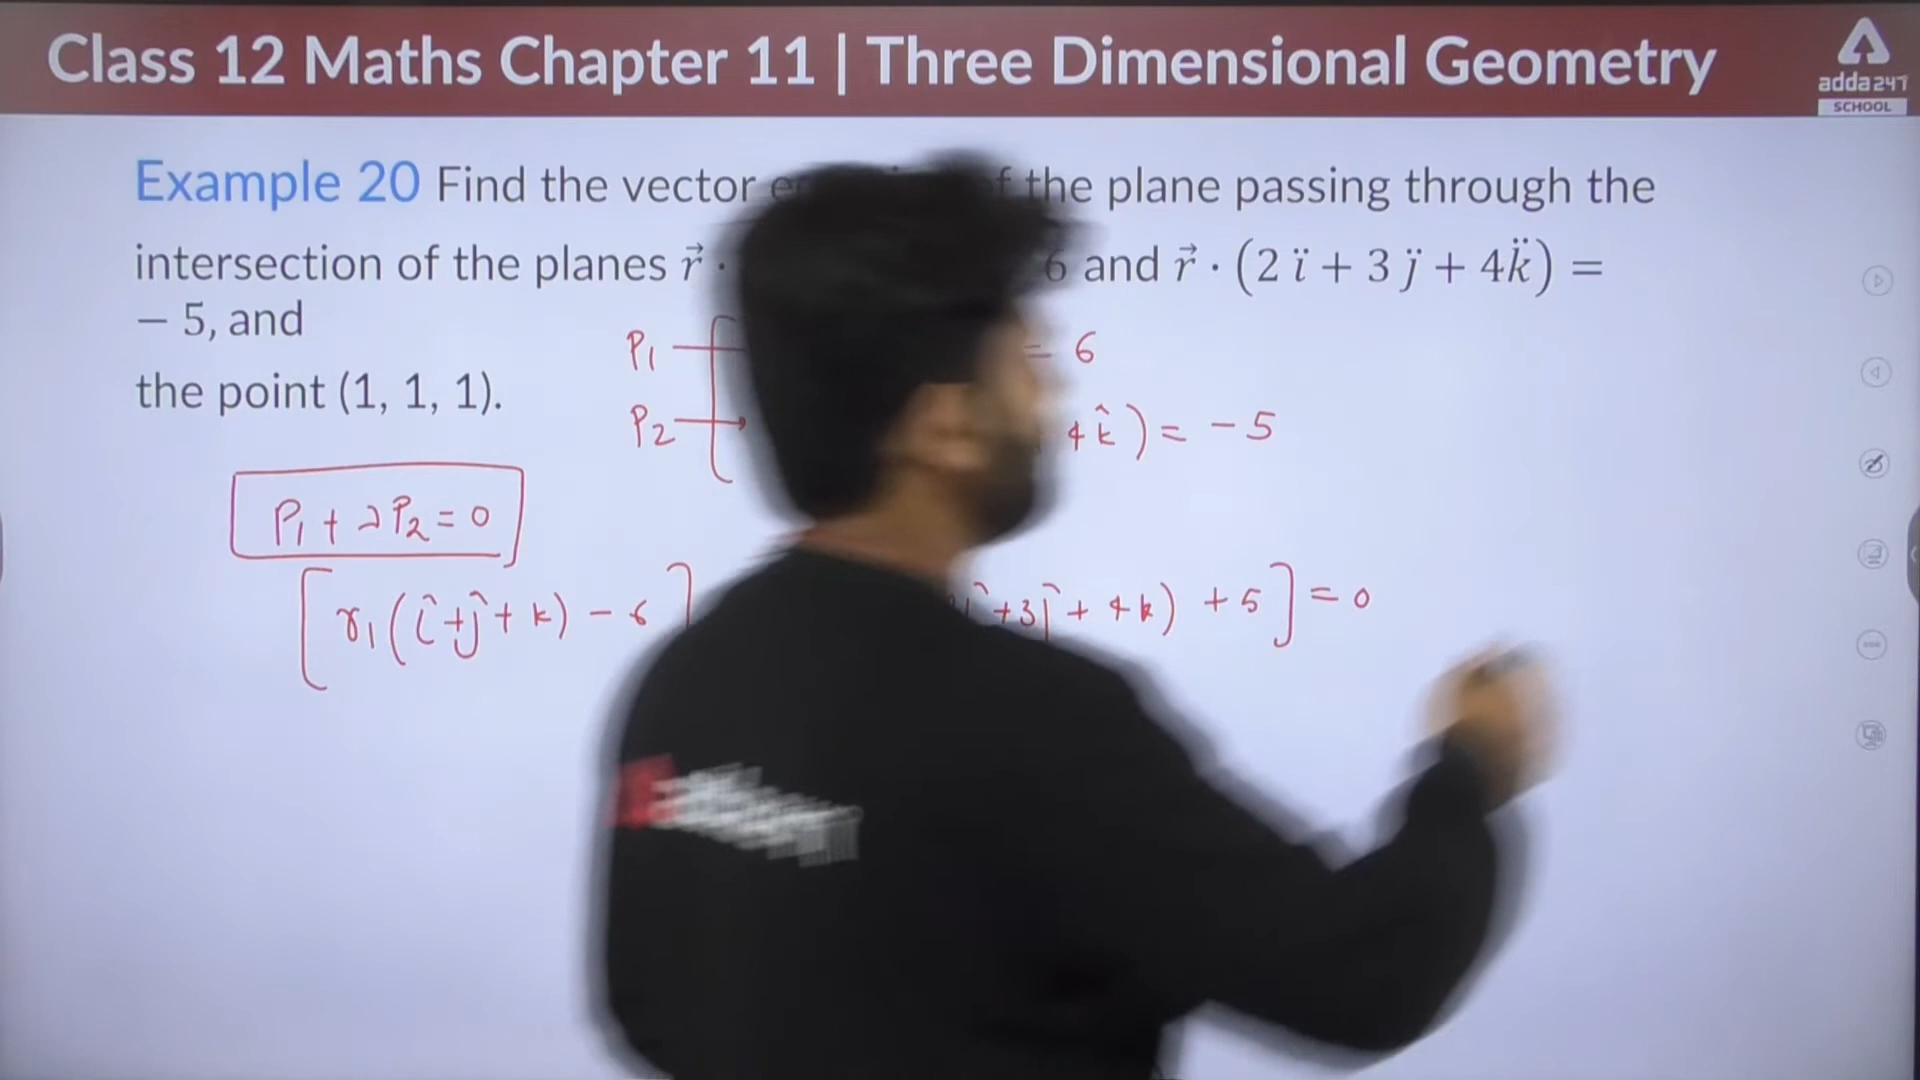 Class 12 Maths Chapter 11 | Three Dimensional Geometry
adda247
SCHOOL
Example 20 Find the vector of the plane passing through the
intersection of the planes r⃗ · 6 and r⃗ · (2 ï + 3 j̈ + 4k̈) =
– 5, and
the point (1, 1, 1).
P₁ = 6
P₂ 4k̂) = -5
P₁ + λP₂ = 0
[r₁(î+ĵ+k) - 6] î+3ĵ+4k) +5] = 0